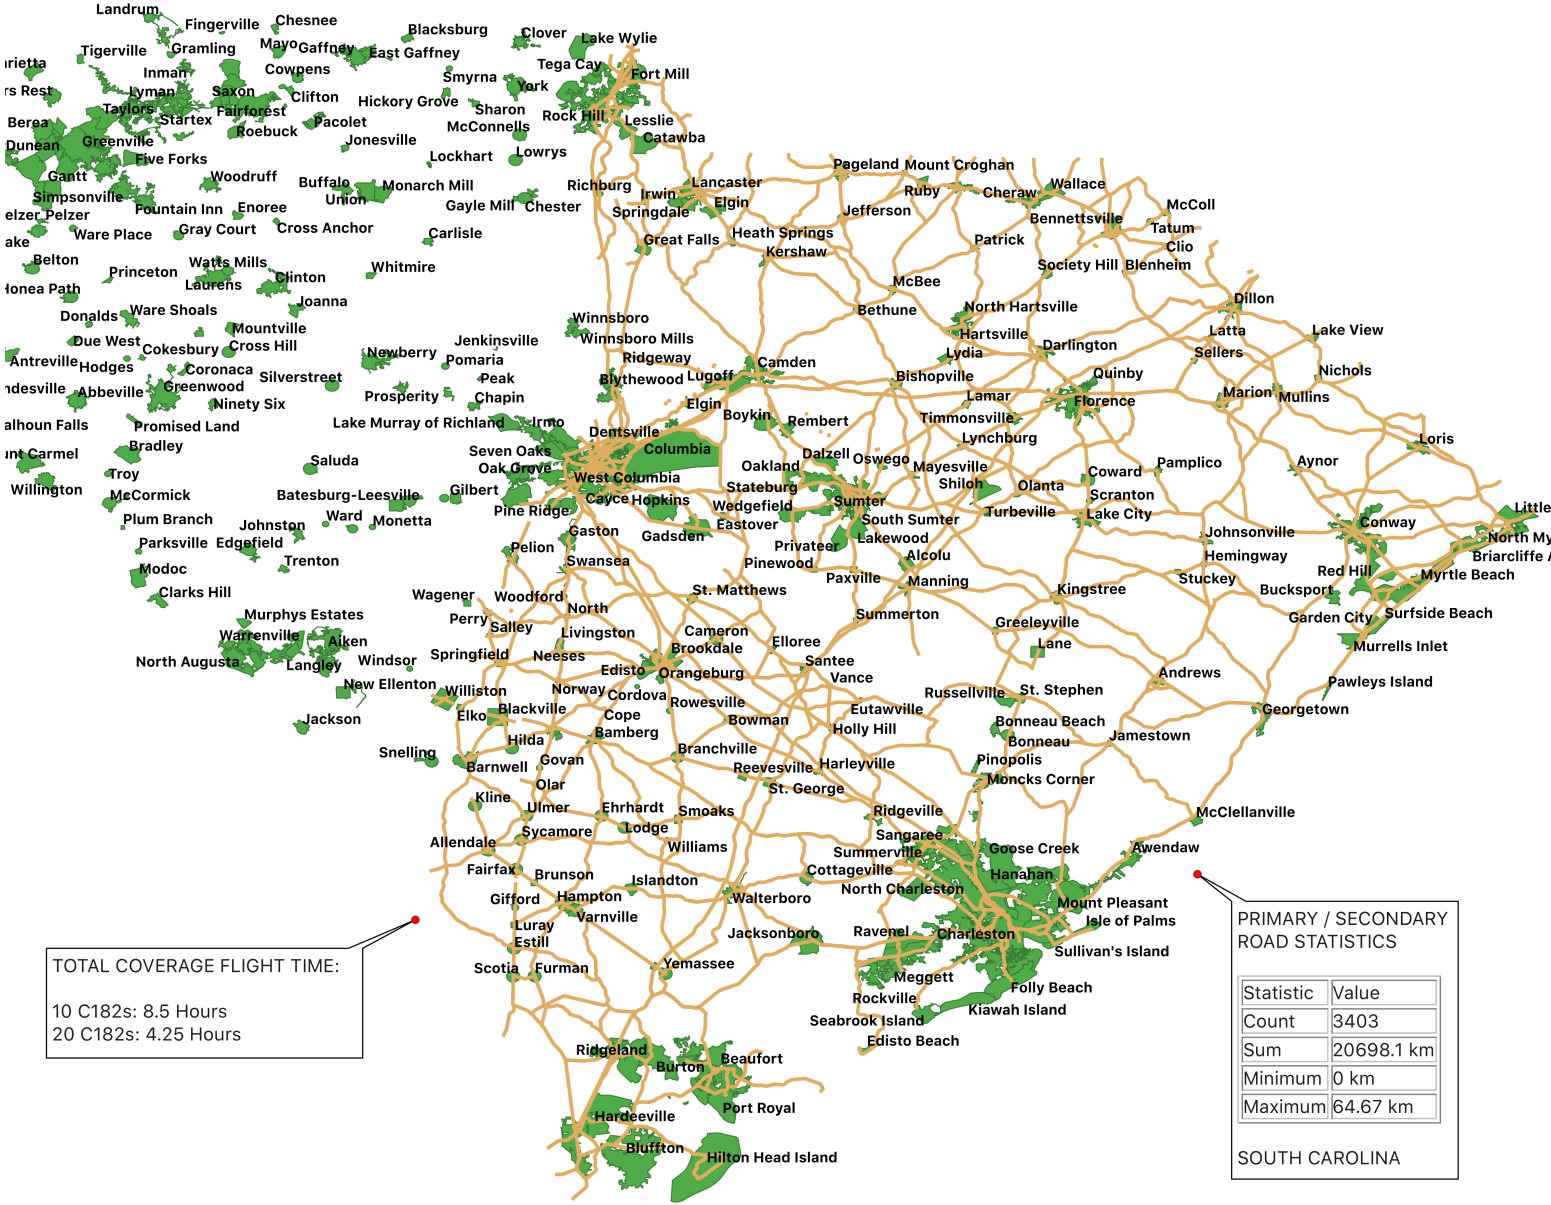 Landrum
Fingerville
Chesnee
Blacksburg
Clover
Lake Wylie
Tigerville
Gramling
Mayo
Gaffney
East Gaffney
rietta
Inman
Cowpens
Smyrna
Tega Cay
Fort Mill
rs Rest
Lyman
Saxon
Clifton
Hickory Grove
York
Taylors
Fairforest
Sharon
Berea
Startex
Pacolet
McConnells
Rock Hill
Lesslie
Roebuck
Catawba
Dunean
Greenville
Jonesville
Five Forks
Lockhart
Lowrys
Pageland
Mount Croghan
Gantt
Woodruff
Buffalo
Monarch Mill
Richburg
Lancaster
Ruby
Cheraw
Wallace
Simpsonville
Union
Irwin
Elgin
Fountain Inn
Enoree
Gayle Mill
Chester
Springdale
Jefferson
McColl
elzer Pelzer
Bennettsville
Ware Place
Gray Court
Cross Anchor
Carlisle
Great Falls
Heath Springs
Patrick
Tatum
ake
Clio
Kershaw
Belton
Princeton
Watts Mills
Whitmire
Society Hill
Blenheim
Laurens
Clinton
McBee
Honea Path
Joanna
North Hartsville
Dillon
Donalds
Ware Shoals
Winnsboro
Bethune
Mountville
Winnsboro Mills
Hartsville
Latta
Lake View
Due West
Cokesbury
Cross Hill
Newberry
Jenkinsville
Pomaria
Ridgeway
Camden
Lydia
Darlington
Sellers
Antreville
Hodges
Coronaca
Silverstreet
Peak
Blythewood
Lugoff
Bishopville
Quinby
Nichols
ndesville
Abbeville
Greenwood
Ninety Six
Prosperity
Chapin
Elgin
Lamar
Florence
Marion
Mullins
alhoun Falls
Promised Land
Lake Murray of Richland
Irmo
Dentsville
Boykin
Rembert
Timmonsville
Loris
Bradley
Seven Oaks
Columbia
Lynchburg
nt Carmel
Saluda
Oak Grove
Oakland
Dalzell
Oswego
Mayesville
Pamplico
Aynor
Troy
West Columbia
Stateburg
Shiloh
Coward
Willington
McCormick
Batesburg-Leesville
Gilbert
Cayce
Hopkins
Wedgefield
Sumter
Olanta
Scranton
Little
Plum Branch
Ward
Monetta
Pine Ridge
Eastover
South Sumter
Turbeville
Lake City
Conway
Johnston
Gaston
Gadsden
Lakewood
Johnsonville
North My
Parksville
Edgefield
Pelion
Privateer
Alcolu
Hemingway
Briarcliffe A
Modoc
Trenton
Swansea
Pinewood
Paxville
Manning
Stuckey
Red Hill
Myrtle Beach
Clarks Hill
Wagener
Woodford
St. Matthews
Kingstree
Bucksport
Murphys Estates
Perry
North
Summerton
Garden City
Surfside Beach
Warrenville
Aiken
Salley
Livingston
Cameron
Elloree
Greeleyville
Lane
North Augusta
Langley
Windsor
Springfield
Neeses
Brookdale
Santee
Murrells Inlet
Edisto
Orangeburg
Vance
Andrews
New Ellenton
Williston
Norway
Cordova
Russellville
St. Stephen
Pawleys Island
Rowesville
Eutawville
Jackson
Elko
Blackville
Cope
Bowman
Holly Hill
Bonneau Beach
Georgetown
Hilda
Bamberg
Bonneau
Jamestown
Snelling
Barnwell
Govan
Branchville
Reevesville
Harleyville
Pinopolis
Olar
St. George
Moncks Corner
Kline
Ulmer
Ehrhardt
Smoaks
Ridgeville
McClellanville
Allendale
Sycamore
Lodge
Williams
Sangaree
Summerville
Goose Creek
Awendaw
Fairfax
Brunson
Islandton
Cottageville
Hanahan
Gifford
Hampton
Walterboro
North Charleston
Mount Pleasant
Varnville
Luray
Jacksonboro
Ravenel
Charleston
Isle of Palms
Estill
Sullivan's Island
Scotia
Furman
Yemassee
Meggett
Folly Beach
Rockville
Kiawah Island
Seabrook Island
Edisto Beach
Ridgeland
Burton
Beaufort
Port Royal
Hardeeville
Bluffton
Hilton Head Island
TOTAL COVERAGE FLIGHT TIME:
10 C182s: 8.5 Hours
20 C182s: 4.25 Hours
PRIMARY / SECONDARY
ROAD STATISTICS
Statistic Value
Count 3403
Sum 20698.1 km
Minimum 0 km
Maximum 64.67 km
SOUTH CAROLINA